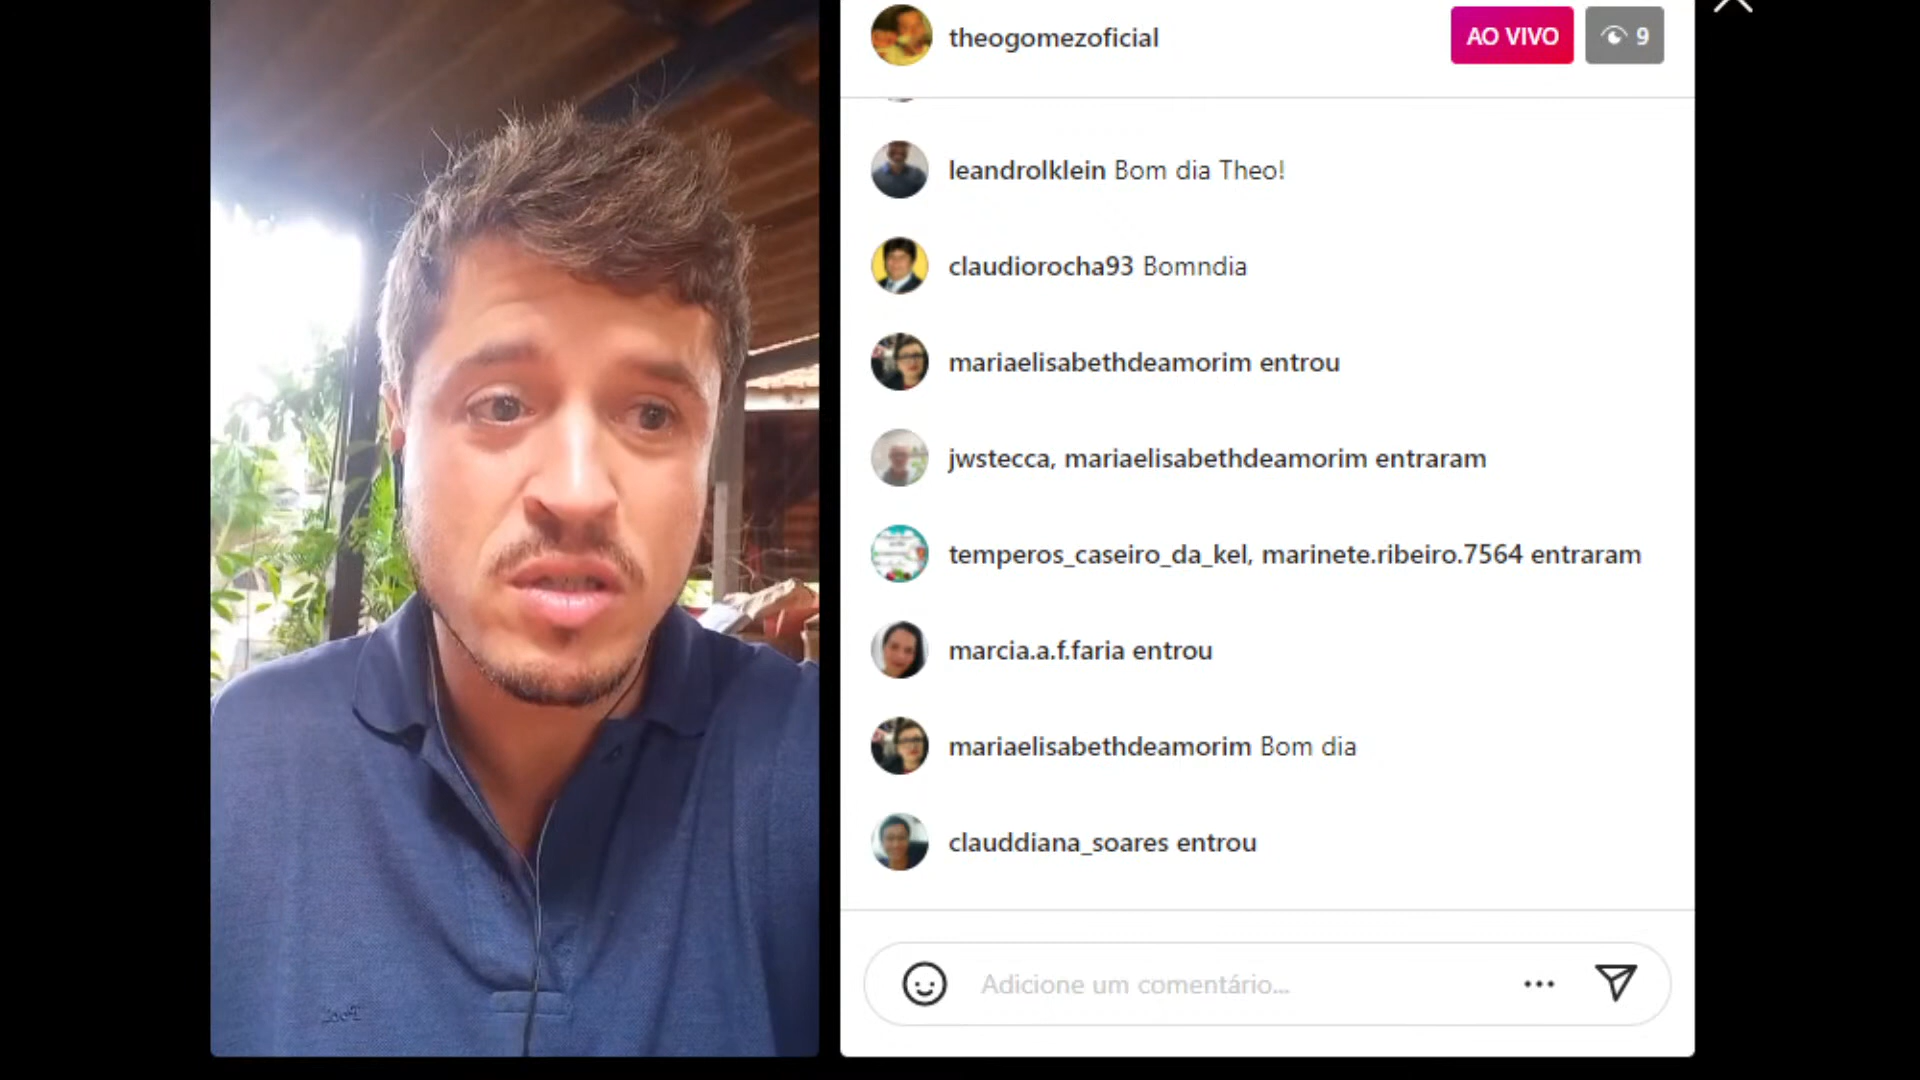 theogomezoficial
AO VIVO
9
leandrolklein Bom dia Theo!
claudiorocha93 Bomndia
mariaelisabethdeamorim entrou
jwstecca, mariaelisabethdeamorim entraram
temperos_caseiro_da_kel, marinete.ribeiro.7564 entraram
marcia.a.f.faria entrou
mariaelisabethdeamorim Bom dia
clauddiana_soares entrou
Adicione um comentário...